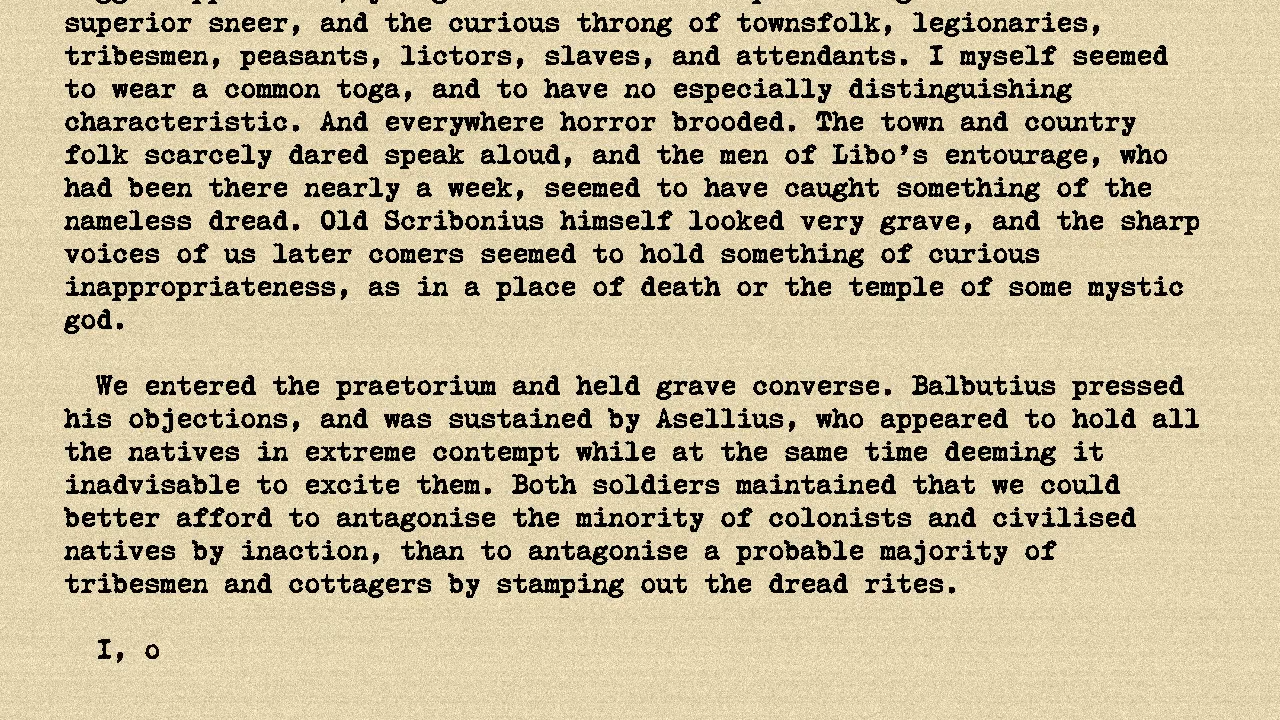 superior sneer, and the curious throng of townsfolk, legionaries,
tribesmen, peasants, lictors, slaves, and attendants. I myself seemed
to wear a common toga, and to have no especially distinguishing
characteristic. And everywhere horror brooded. The town and country
folk scarcely dared speak aloud, and the men of Libo's entourage, who
had been there nearly a week, seemed to have caught something of the
nameless dread. Old Scribonius himself looked very grave, and the sharp
voices of us later comers seemed to hold something of curious
inappropriateness, as in a place of death or the temple of some mystic
god.
We entered the praetorium and held grave converse. Balbutius pressed
his objections, and was sustained by Asellius, who appeared to hold all
the natives in extreme contempt while at the same time deeming it
inadvisable to excite them. Both soldiers maintained that we could
better afford to antagonise the minority of colonists and civilised
natives by inaction, than to antagonise a probable majority of
tribesmen and cottagers by stamping out the dread rites.
I, o